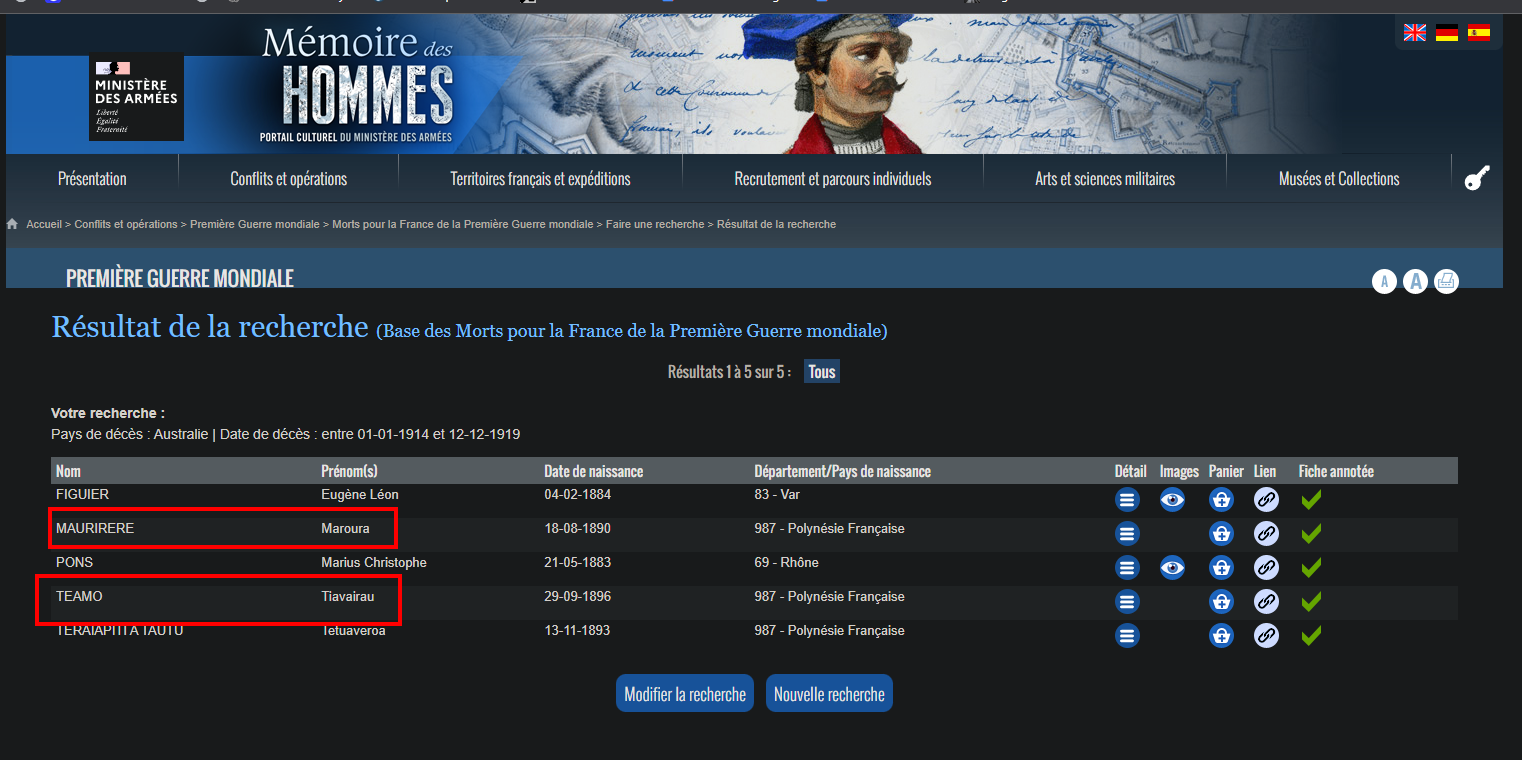 Mémoire des
HOMMES
PORTAIL CULTUREL DU MINISTÈRE DES ARMÉES
MINISTÈRE
DES ARMÉES
Liberté
Égalité
Fraternité
Présentation Conflits et opérations Territoires français et expéditions Recrutement et parcours individuels Arts et sciences militaires Musées et Collections
Accueil > Conflits et opérations > Première Guerre mondiale > Morts pour la France de la Première Guerre mondiale > Faire une recherche > Résultat de la recherche
PREMIÈRE GUERRE MONDIALE
A A
Résultat de la recherche (Base des Morts pour la France de la Première Guerre mondiale)
Résultats 1 à 5 sur 5 : Tous
Votre recherche :
Pays de décès : Australie | Date de décès : entre 01-01-1914 et 12-12-1919
Nom Prénom(s) Date de naissance Département/Pays de naissance Détail Images Panier Lien Fiche annotée
FIGUIER Eugène Léon 04-02-1884 83 - Var
MAURIRERE Maroura 18-08-1890 987 - Polynésie Française
PONS Marius Christophe 21-05-1883 69 - Rhône
TEAMO Tiavairau 29-09-1896 987 - Polynésie Française
TERAIAPITI A TAUTU Tetuaveroa 13-11-1893 987 - Polynésie Française
Modifier la recherche Nouvelle recherche